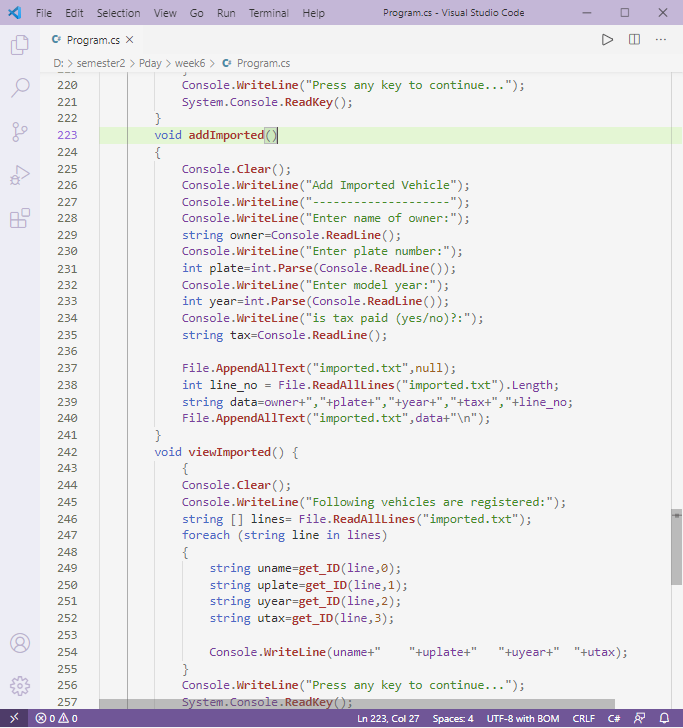 File Edit Selection View Go Run Terminal Help Program.cs - Visual Studio Code
C# Program.cs
D: > semester2 > Pday > week6 > C# Program.cs
220 Console.WriteLine("Press any key to continue...");
221 System.Console.ReadKey();
222 }
223 void addImported()
224 {
225 Console.Clear();
226 Console.WriteLine("Add Imported Vehicle");
227 Console.WriteLine("--------------------");
228 Console.WriteLine("Enter name of owner:");
229 string owner=Console.ReadLine();
230 Console.WriteLine("Enter plate number:");
231 int plate=int.Parse(Console.ReadLine());
232 Console.WriteLine("Enter model year:");
233 int year=int.Parse(Console.ReadLine());
234 Console.WriteLine("is tax paid (yes/no)?:");
235 string tax=Console.ReadLine();
236
237 File.AppendAllText("imported.txt",null);
238 int line_no = File.ReadAllLines("imported.txt").Length;
239 string data=owner+","+plate+","+year+","+tax+","+line_no;
240 File.AppendAllText("imported.txt",data+"\n");
241 }
242 void viewImported() {
243 {
244 Console.Clear();
245 Console.WriteLine("Following vehicles are registered:");
246 string [] lines= File.ReadAllLines("imported.txt");
247 foreach (string line in lines)
248 {
249 string uname=get_ID(line,0);
250 string uplate=get_ID(line,1);
251 string uyear=get_ID(line,2);
252 string utax=get_ID(line,3);
253
254 Console.WriteLine(uname+"    "+uplate+"   "+uyear+"  "+utax);
255 }
256 Console.WriteLine("Press any key to continue...");
257 System.Console.ReadKey();
0 0 Ln 223, Col 27 Spaces: 4 UTF-8 with BOM CRLF C#